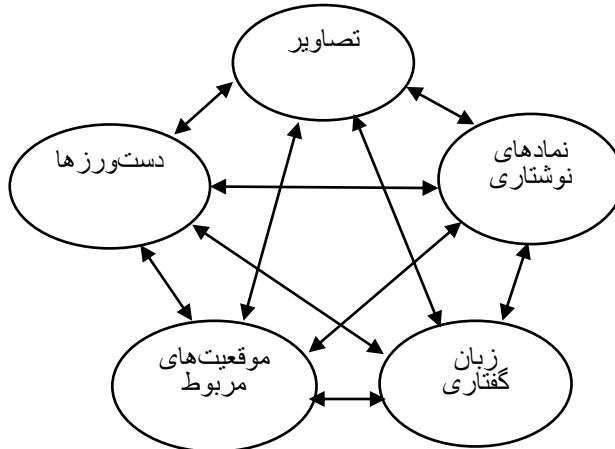 تصاویر
نمادهای
نوشتاری
دست‌ورزها
موقعیت‌های
مربوط
زبان
گفتاری